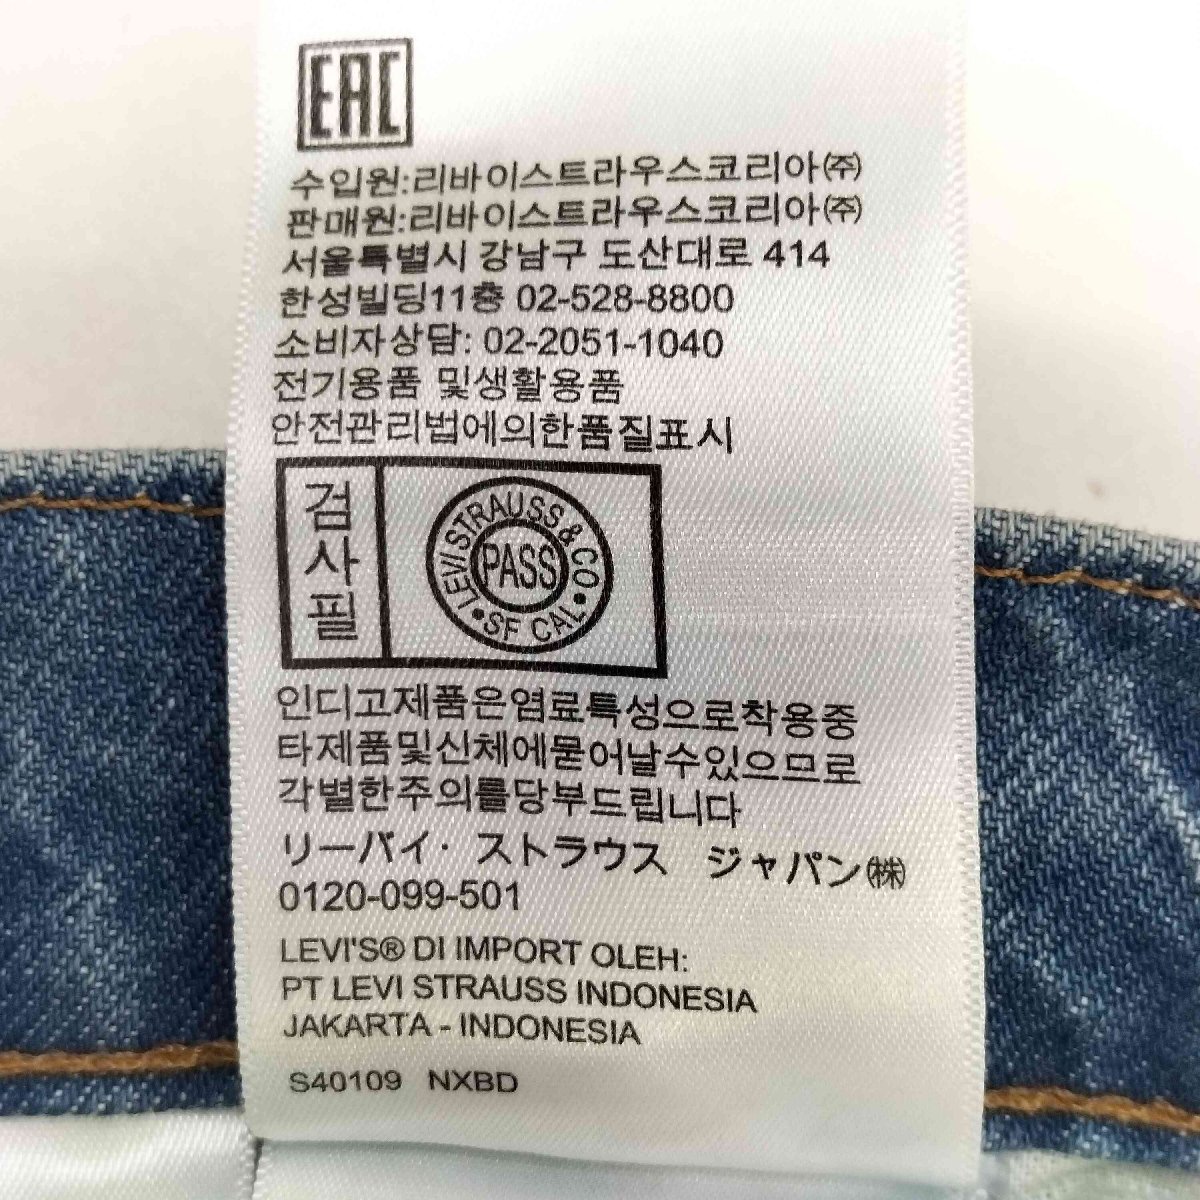 EAC
수입원:리바이스트라우스코리아㈜
판매원:리바이스트라우스코리아㈜
서울특별시 강남구 도산대로 414
한성빌딩11층 02-528-8800
소비자상담: 02-2051-1040
전기용품 및생활용품
안전관리법에의한품질표시
검사필
LEVI STRAUSS & CO
PASS
SF CAL
인디고제품은염료특성으로착용중
타제품및신체에묻어날수있으므로
각별한주의를당부드립니다
リーバイ・ストラウス ジャパン㈱
0120-099-501
LEVI'S® DI IMPORT OLEH:
PT LEVI STRAUSS INDONESIA
JAKARTA - INDONESIA
S40109 NXBD